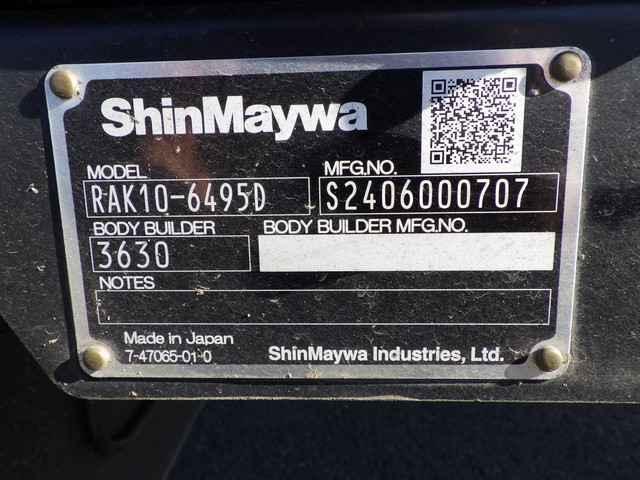 ShinMaywa
MODEL
MFG.NO.
RAK10-6495D
S2406000707
BODY BUILDER
BODY BUILDER MFG.NO.
3630
NOTES
Made in Japan
7-47065-01-0
ShinMaywa Industries, Ltd.